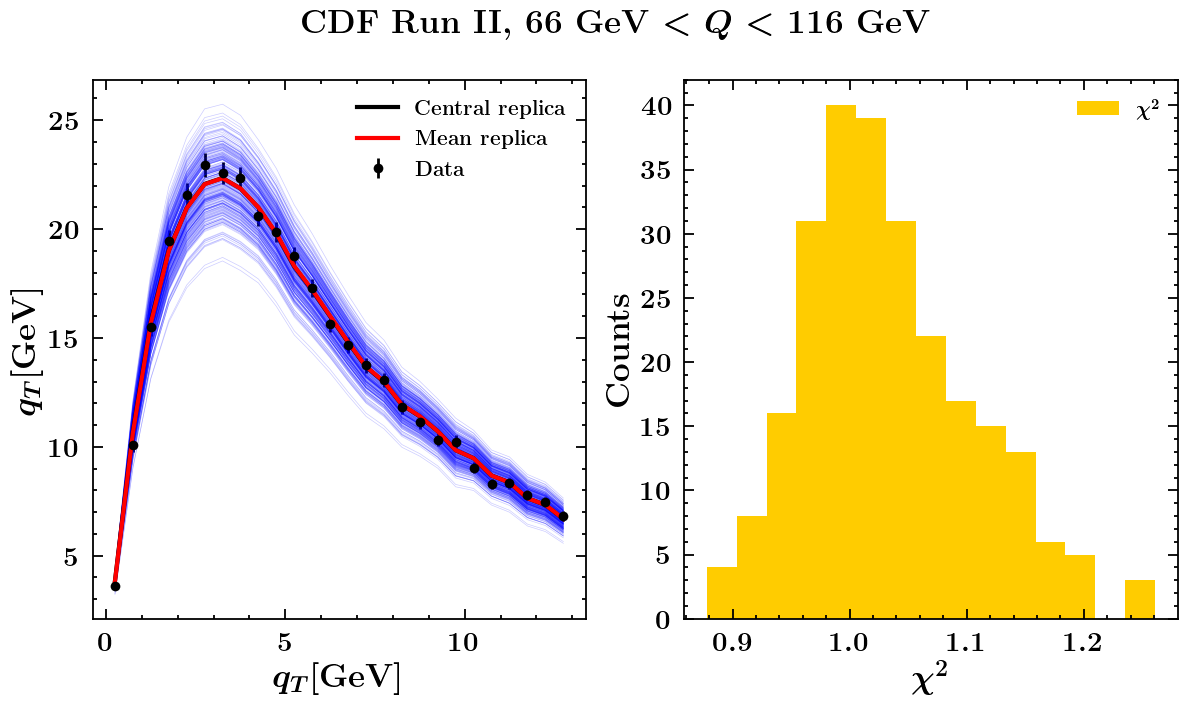 CDF Run II, 66 GeV < Q < 116 GeV
25
20
15
10
5
q_T[GeV]
0 5 10
q_T[GeV]
Central replica
Mean replica
Data
40
35
30
25
20
15
10
5
0
Counts
0.9 1.0 1.1 1.2
χ²
χ²